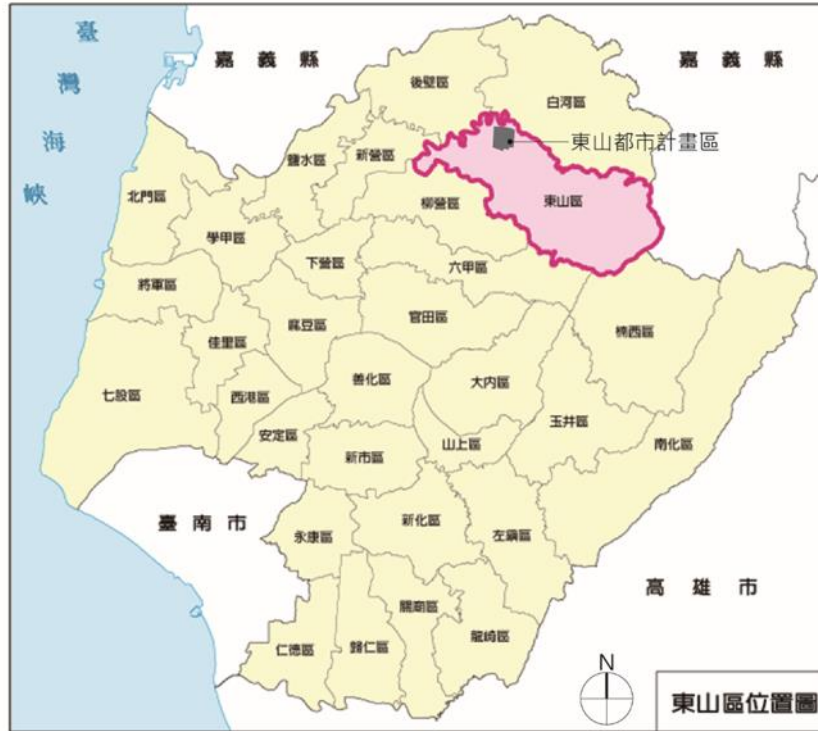 臺灣海峽
嘉義縣
嘉義縣
後壁區
白河區
東山都市計畫區
鹽水區
新營區
北門區
柳營區
東山區
學甲區
下營區
六甲區
將軍區
麻豆區
官田區
楠西區
佳里區
七股區
西港區
善化區
大內區
玉井區
安定區
新市區
山上區
南化區
臺南市
永康區
新化區
左鎮區
高雄市
關廟區
仁德區
歸仁區
龍崎區
N
東山區位置圖